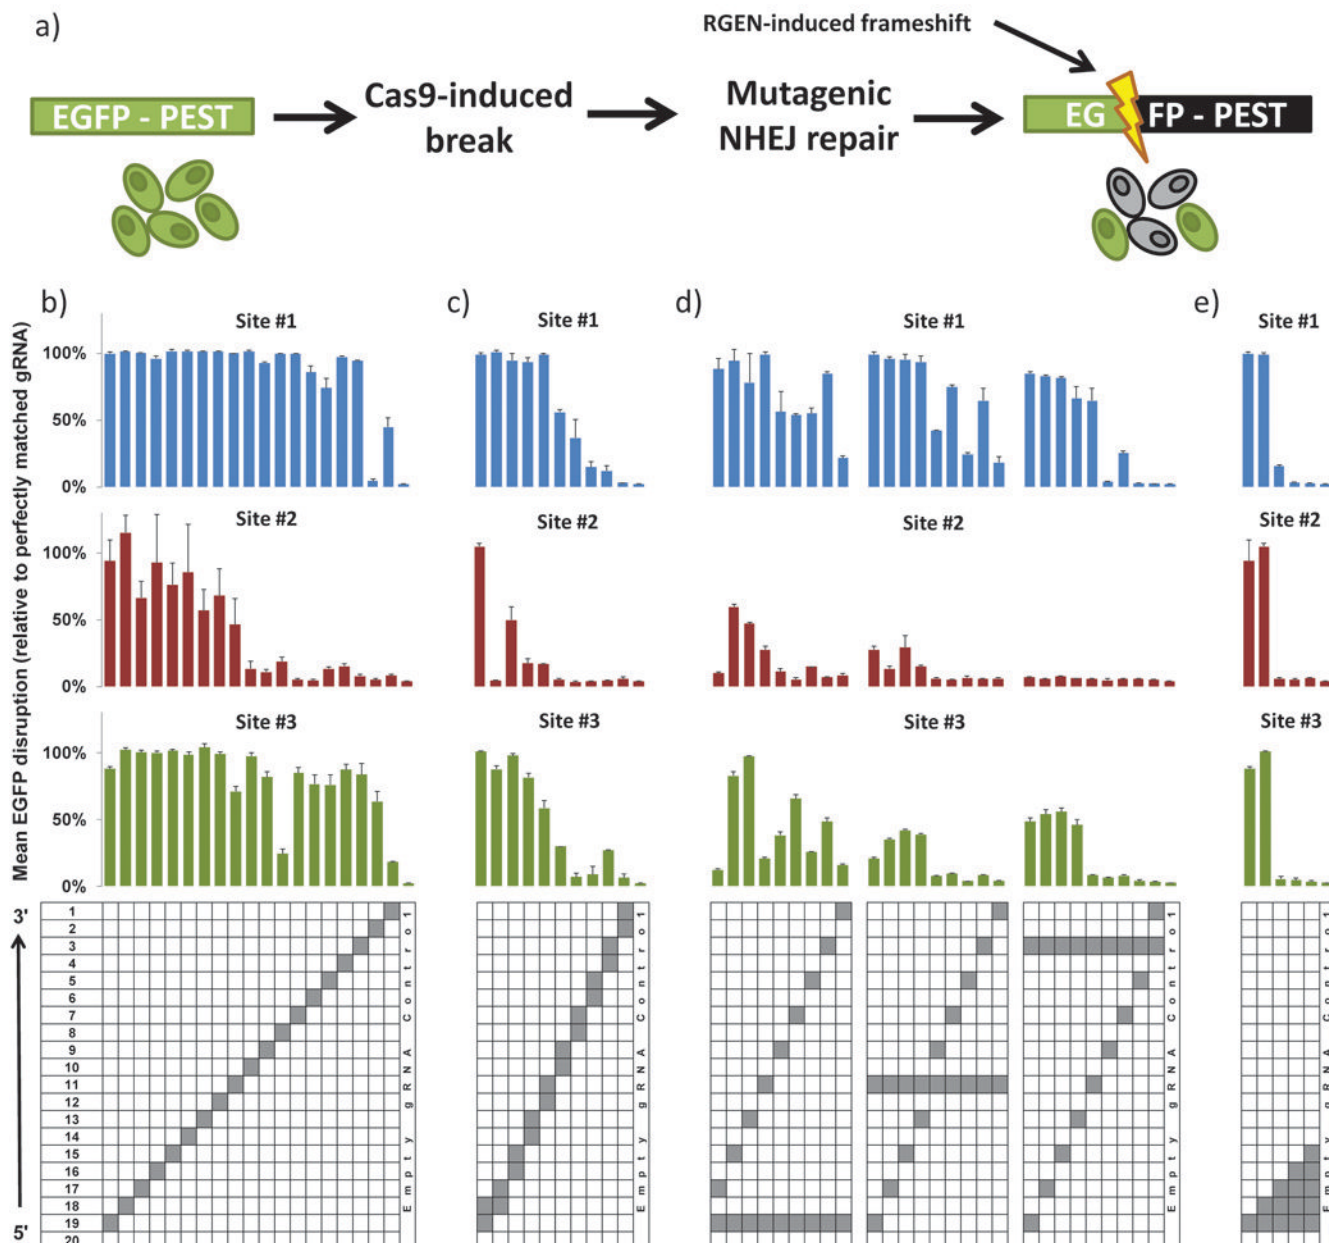 a)
RGEN-induced frameshift
EGFP - PEST
Cas9-induced
break
Mutagenic
NHEJ repair
EG FP - PEST
b)
c)
d)
e)
Mean EGFP disruption (relative to perfectly matched gRNA)
Site #1
Site #1
Site #1
Site #1
100%
50%
0%
Site #2
Site #2
Site #2
Site #2
100%
50%
0%
Site #3
Site #3
Site #3
Site #3
100%
50%
0%
3'
5'
1
2
3
4
5
6
7
8
9
10
11
12
13
14
15
16
17
18
19
20
Empty gRNA Control
Empty gRNA Control
Empty gRNA Control
Empty gRNA Control